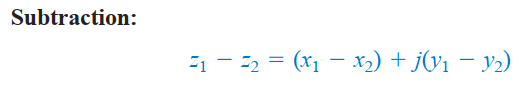 Subtraction:
z₁ − z₂ = (x₁ − x₂) + j(y₁ − y₂)